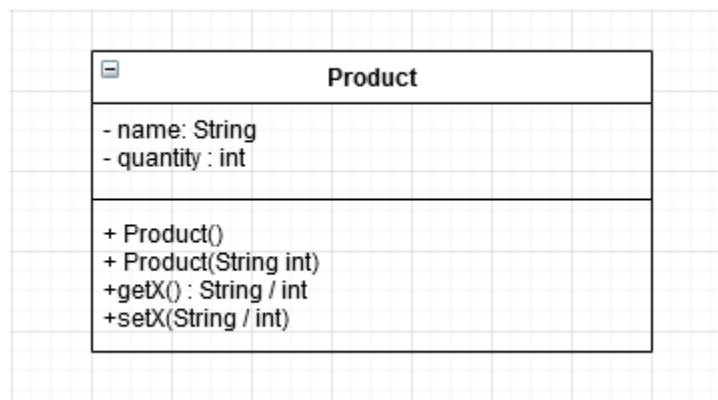 Product
- name: String
- quantity : int
+ Product()
+ Product(String int)
+getX() : String / int
+setX(String / int)